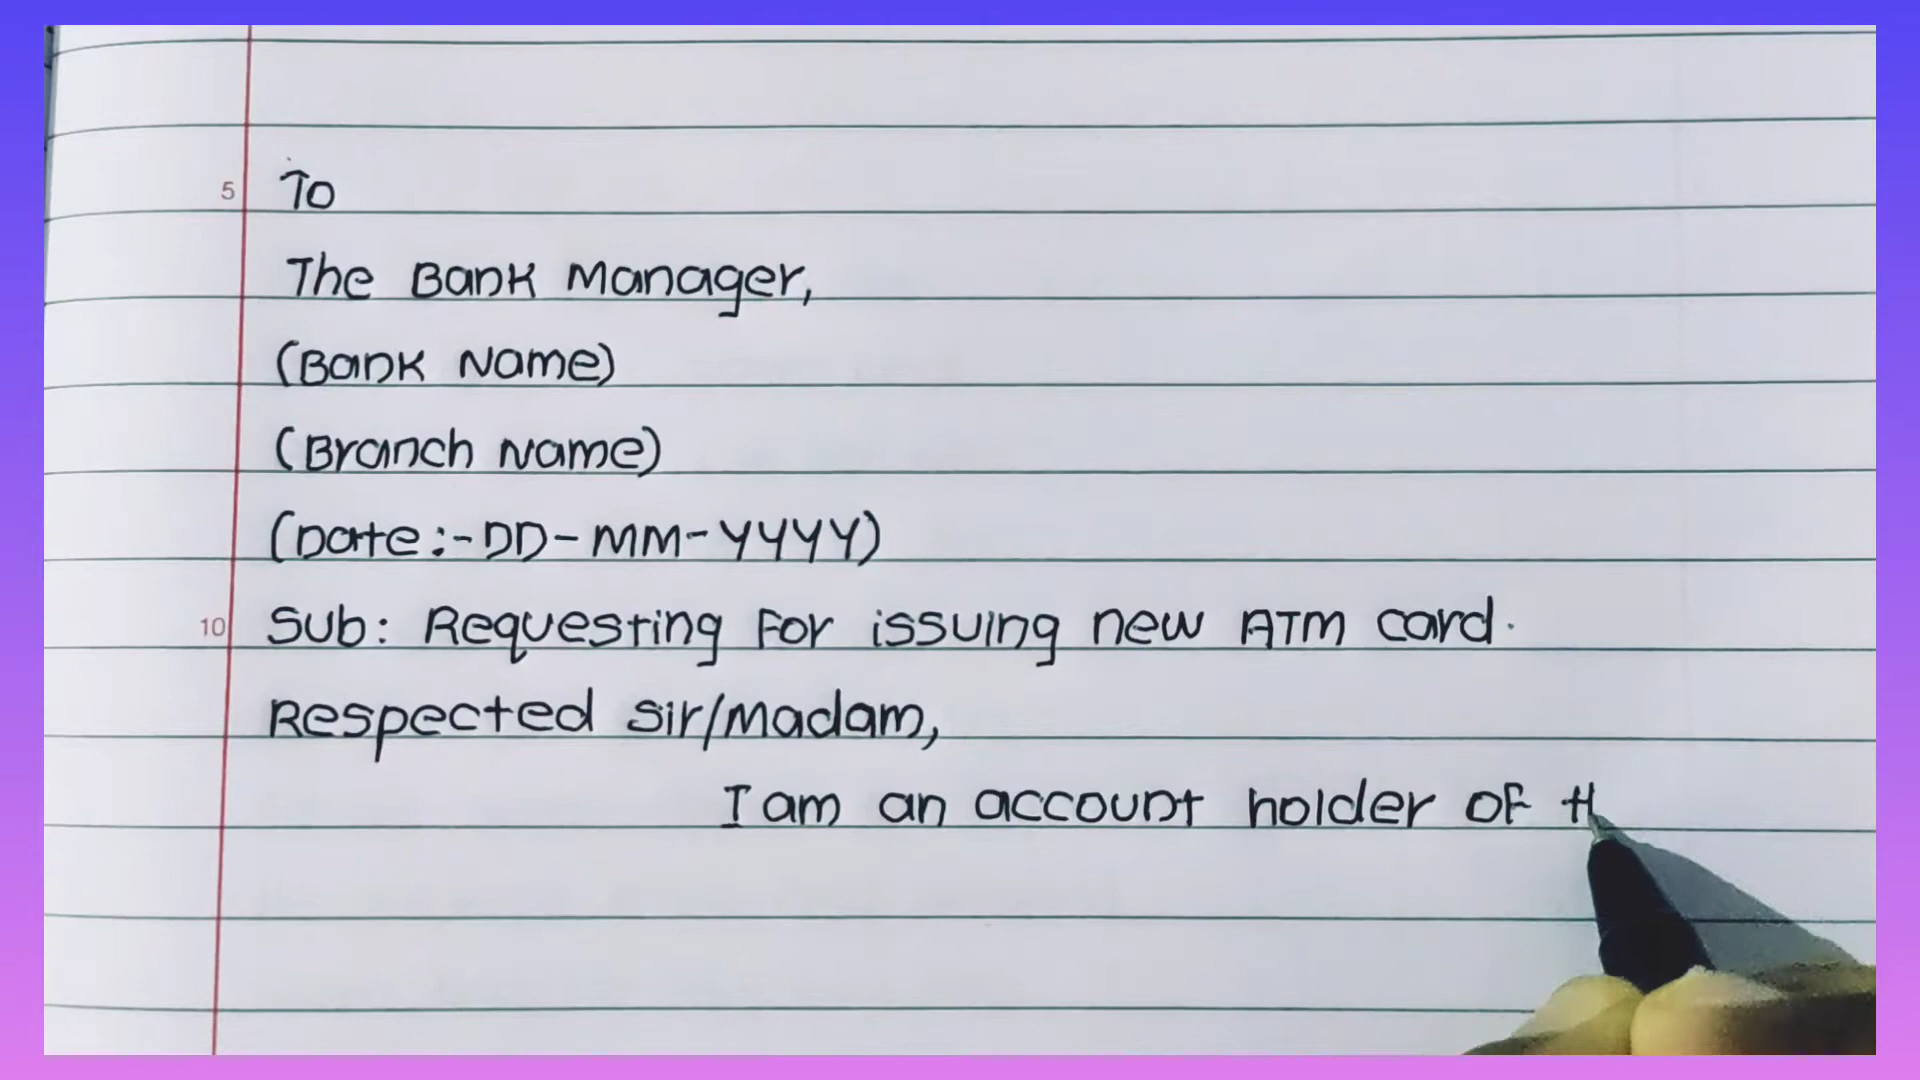 5
To
The Bank Manager,
(Bank Name)
(Branch Name)
(Date:-DD-MM-YYYY)
10
Sub: Requesting For issuing new ATM card.
Respected Sir/Madam,
I am an account holder of